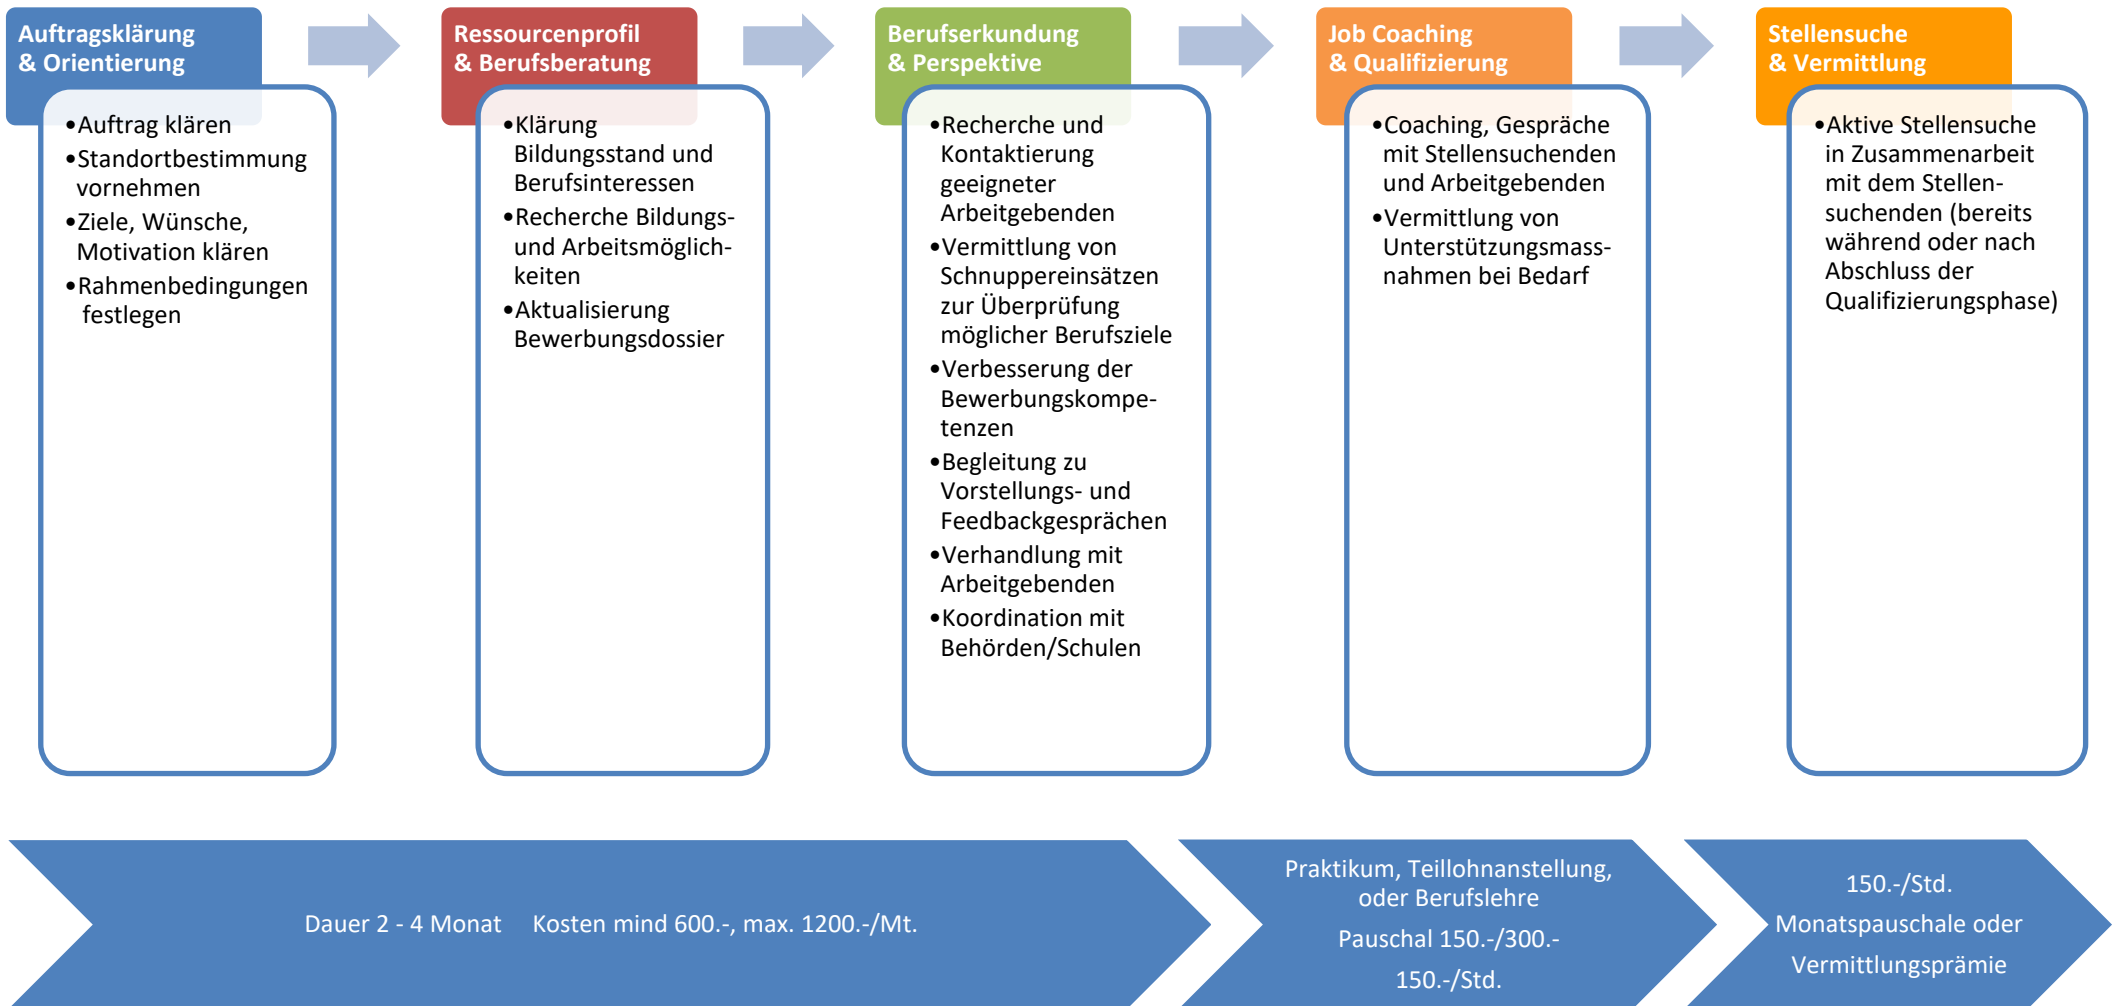 Auftragsklärung
& Orientierung
•Auftrag klären
•Standortbestimmung
vornehmen
•Ziele, Wünsche,
Motivation klären
•Rahmenbedingungen
festlegen
Ressourcenprofil
& Berufsberatung
•Klärung
Bildungsstand und
Berufsinteressen
•Recherche Bildungs-
und Arbeitsmöglich-
keiten
•Aktualisierung
Bewerbungsdossier
Berufserkundung
& Perspektive
•Recherche und
Kontaktierung
geeigneter
Arbeitgebenden
•Vermittlung von
Schnuppereinsätzen
zur Überprüfung
möglicher Berufsziele
•Verbesserung der
Bewerbungskompe-
tenzen
•Begleitung zu
Vorstellungs- und
Feedbackgesprächen
•Verhandlung mit
Arbeitgebenden
•Koordination mit
Behörden/Schulen
Job Coaching
& Qualifizierung
•Coaching, Gespräche
mit Stellensuchenden
und Arbeitgebenden
•Vermittlung von
Unterstützungsmass-
nahmen bei Bedarf
Stellensuche
& Vermittlung
•Aktive Stellensuche
in Zusammenarbeit
mit dem Stellen-
suchenden (bereits
während oder nach
Abschluss der
Qualifizierungsphase)
Dauer 2 - 4 Monat Kosten mind 600.-, max. 1200.-/Mt.
Praktikum, Teillohnanstellung,
oder Berufslehre
Pauschal 150.-/300.-
150.-/Std.
150.-/Std.
Monatspauschale oder
Vermittlungsprämie